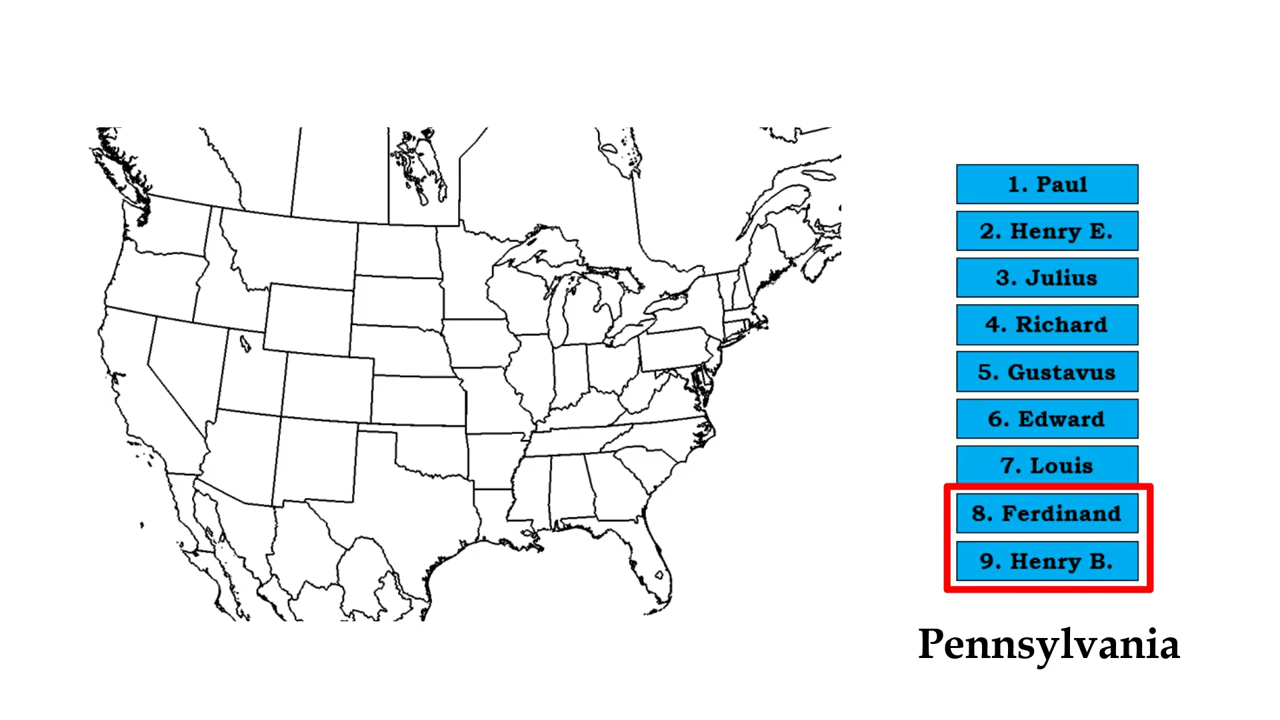 1. Paul
2. Henry E.
3. Julius
4. Richard
5. Gustavus
6. Edward
7. Louis
8. Ferdinand
9. Henry B.
Pennsylvania